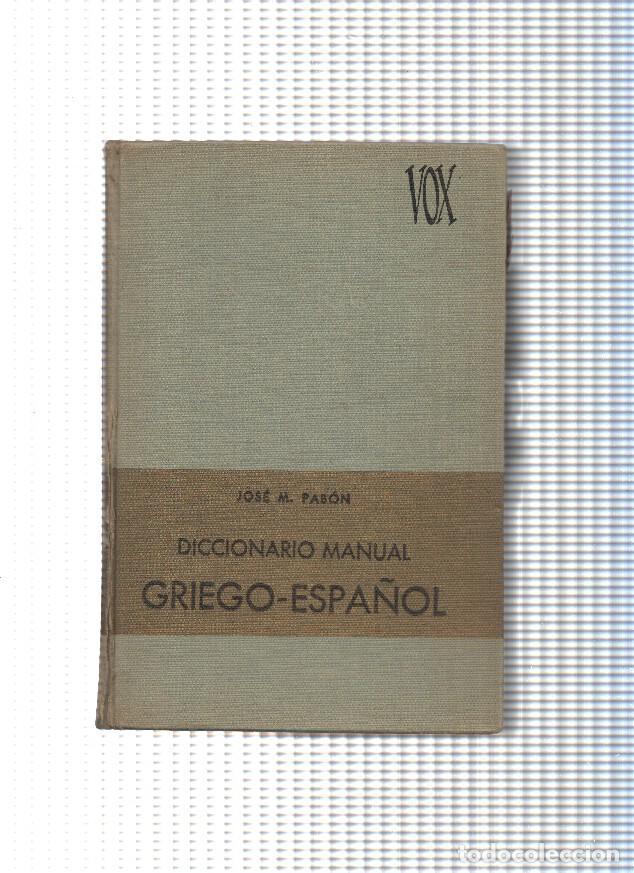 VOX
JOSÉ M. PABÓN
DICCIONARIO MANUAL
GRIEGO-ESPAÑOL
todocoleccion